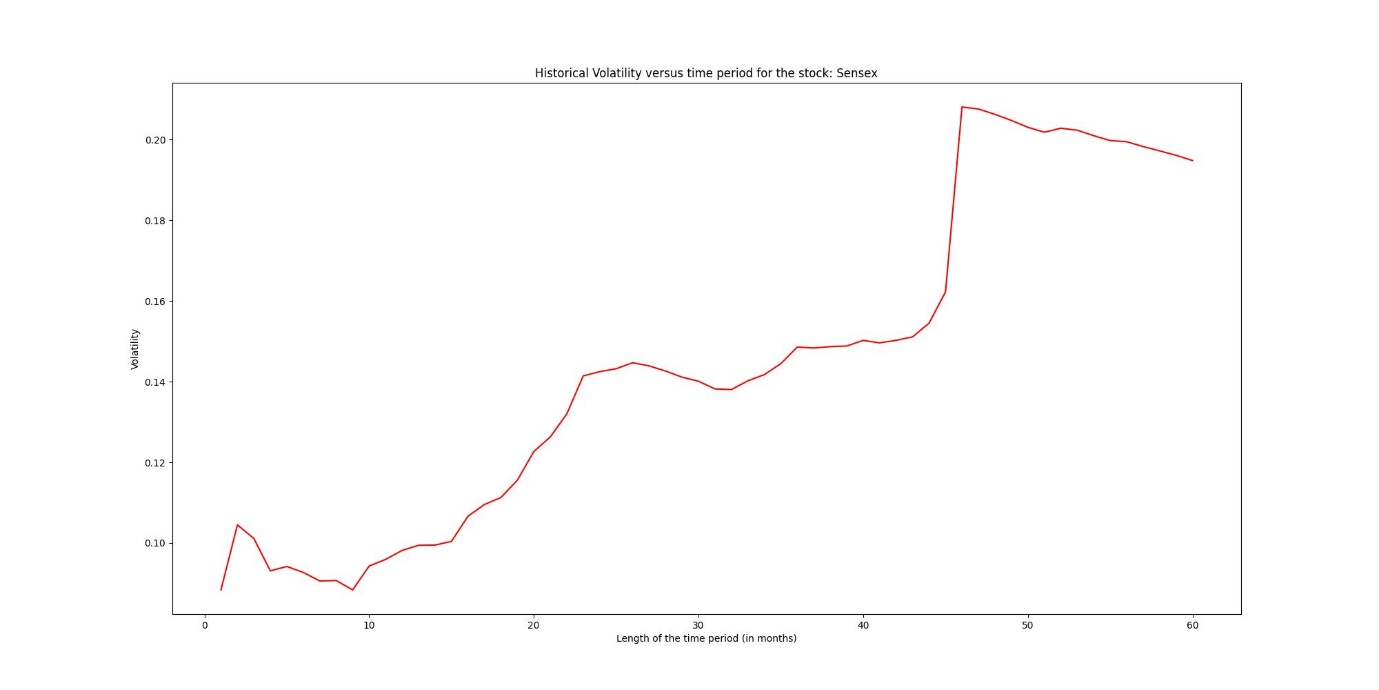 Historical Volatility versus time period for the stock: Sensex
0.20
0.18
0.16
0.14
0.12
0.10
Volatility
0 10 20 30 40 50 60
Length of the time period (in months)